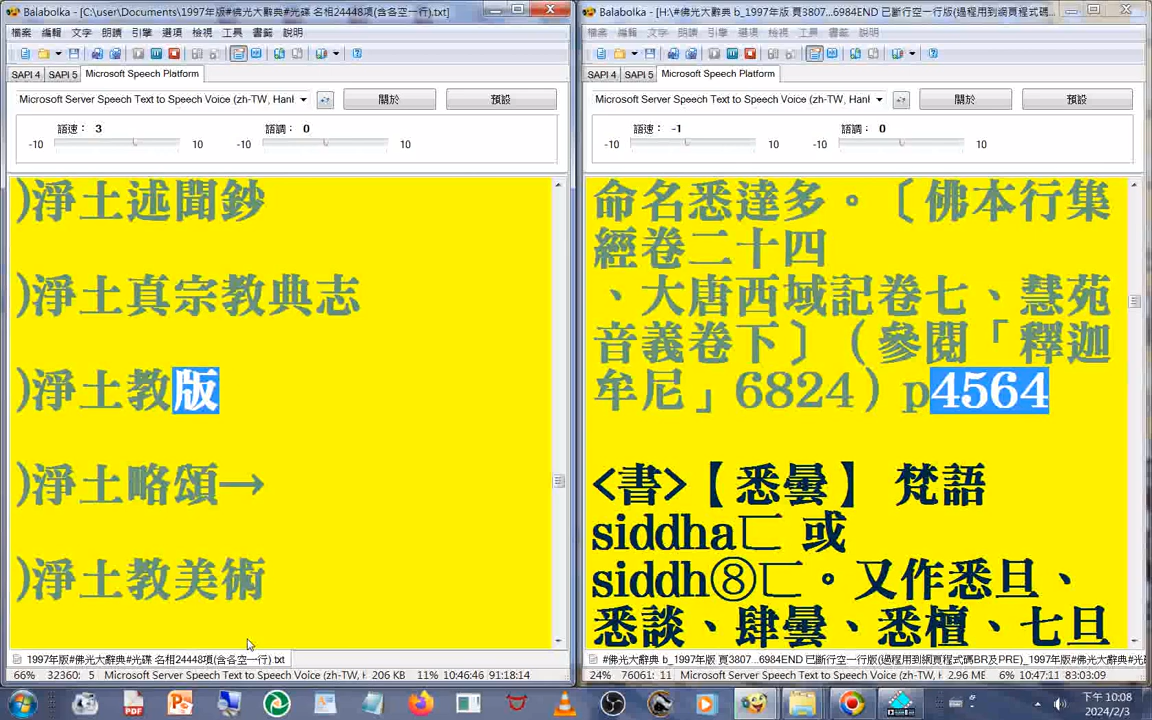 Balabolka - [C:\user\Documents\1997年版#佛光大辭典#光碟 名相24448項(含各空一行).txt]
檔案 編輯 文字 朗讀 引擎 選項 檢視 工具 書籤 說明
SAPI 4 SAPI 5 Microsoft Speech Platform
Microsoft Server Speech Text to Speech Voice (zh-TW, Hanl
關於 預設
語速： 3 語調： 0
-10 10 -10 10
)淨土述聞鈔
)淨土真宗教典志
)淨土教版
)淨土略頌→
)淨土教美術
1997年版#佛光大辭典#光碟 名相24448項(含各空一行).txt
66% 32360: 5 Microsoft Server Speech Text to Speech Voice (zh-TW, H 206 KB 11% 10:46:46 91:18:14
Balabolka - [H:\#佛光大辭典 b_1997年版 頁3807...6984END 已斷行空一行版(過程用到網頁程式碼
檔案 編輯 文字 朗讀 引擎 選項 檢視 工具 書籤 說明
SAPI 4 SAPI 5 Microsoft Speech Platform
Microsoft Server Speech Text to Speech Voice (zh-TW, Hanl
關於 預設
語速： -1 語調： 0
-10 10 -10 10
命名悉達多。〔佛本行集
經卷二十四
、大唐西域記卷七、慧苑
音義卷下〕（參閱「釋迦
牟尼」6824）p4564
<書>【悉曇】 梵語
siddha匚 或
siddh⑧匚。又作悉旦、
悉談、肆曇、悉檀、七旦
#佛光大辭典 b_1997年版 頁3807...6984END 已斷行空一行版(過程用到網頁程式碼BR及PRE)_1997年版#佛光
24% 76061: 11 Microsoft Server Speech Text to Speech Voice (zh-TW, H 2.96 ME 6% 10:47:11 83:03:09
下午 10:08
2024/2/3